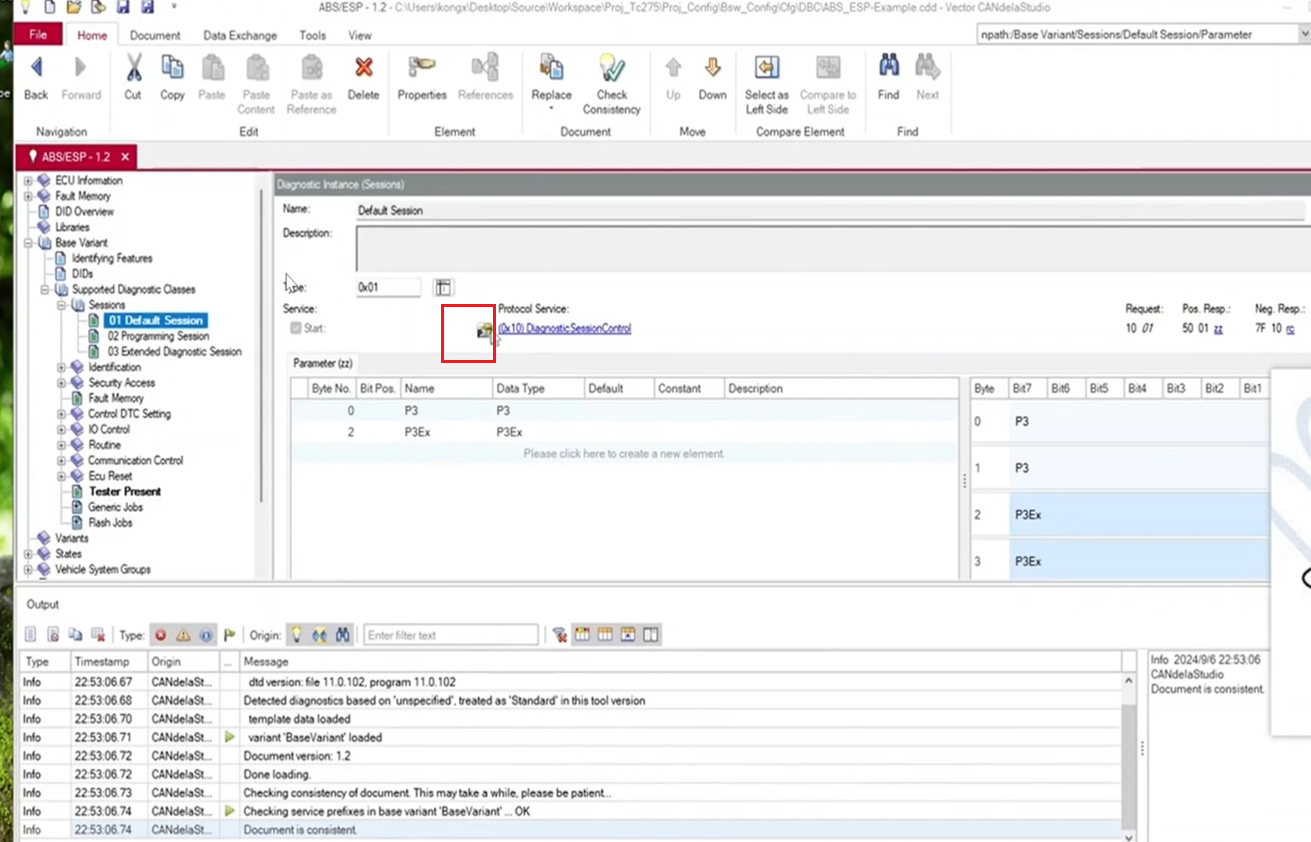 ABS/ESP - 1.2 - C:\Users\kongx\Desktop\Source\Workspace\Proj_Tc275\Proj_Config\Bsw_Config\Cfg\DBC\ABS_ESP-Example.cdd - Vector CANdelaStudio
File Home Document Data Exchange Tools View
npath:/Base Variant/Sessions/Default Session/Parameter
Back Forward Cut Copy Paste Paste Content Paste as Reference Delete Properties References Replace Check Consistency Up Down Select as Left Side Compare to Left Side Find Next
Navigation Edit Element Document Move Compare Element Find
ABS/ESP - 1.2
ECU Information
Fault Memory
DID Overview
Libraries
Base Variant
Identifying Features
DIDs
Supported Diagnostic Classes
Sessions
01 Default Session
02 Programming Session
03 Extended Diagnostic Session
Identification
Security Access
Fault Memory
Control DTC Setting
IO Control
Routine
Communication Control
Ecu Reset
Tester Present
Generic Jobs
Flash Jobs
Variants
States
Vehicle System Groups
Diagnostic Instance (Sessions)
Name: Default Session
Description:
0x01
Service: Protocol Service: Request: Pos. Resp.: Neg. Resp.:
Start: (0x10) DiagnosticSessionControl 10 01 50 01 zz 7F 10 rc
Parameter (zz)
Byte No. Bit Pos. Name Data Type Default Constant Description
0 P3 P3
2 P3Ex P3Ex
Please click here to create a new element.
Byte Bit7 Bit6 Bit5 Bit4 Bit3 Bit2 Bit1
0 P3
1 P3
2 P3Ex
3 P3Ex
Output
Type: Origin: Enter filter text
Type Timestamp Origin ... Message
Info 22:53:06.67 CANdelaSt... dtd version: file 11.0.102, program 11.0.102
Info 22:53:06.68 CANdelaSt... Detected diagnostics based on 'unspecified', treated as 'Standard' in this tool version
Info 22:53:06.70 CANdelaSt... template data loaded
Info 22:53:06.71 CANdelaSt... variant 'BaseVariant' loaded
Info 22:53:06.72 CANdelaSt... Document version: 1.2
Info 22:53:06.72 CANdelaSt... Done loading.
Info 22:53:06.73 CANdelaSt... Checking consistency of document. This may take a while, please be patient...
Info 22:53:06.74 CANdelaSt... Checking service prefixes in base variant 'BaseVariant' ... OK
Info 22:53:06.74 CANdelaSt... Document is consistent.
Info 2024/9/6 22:53:06
CANdelaStudio
Document is consistent.